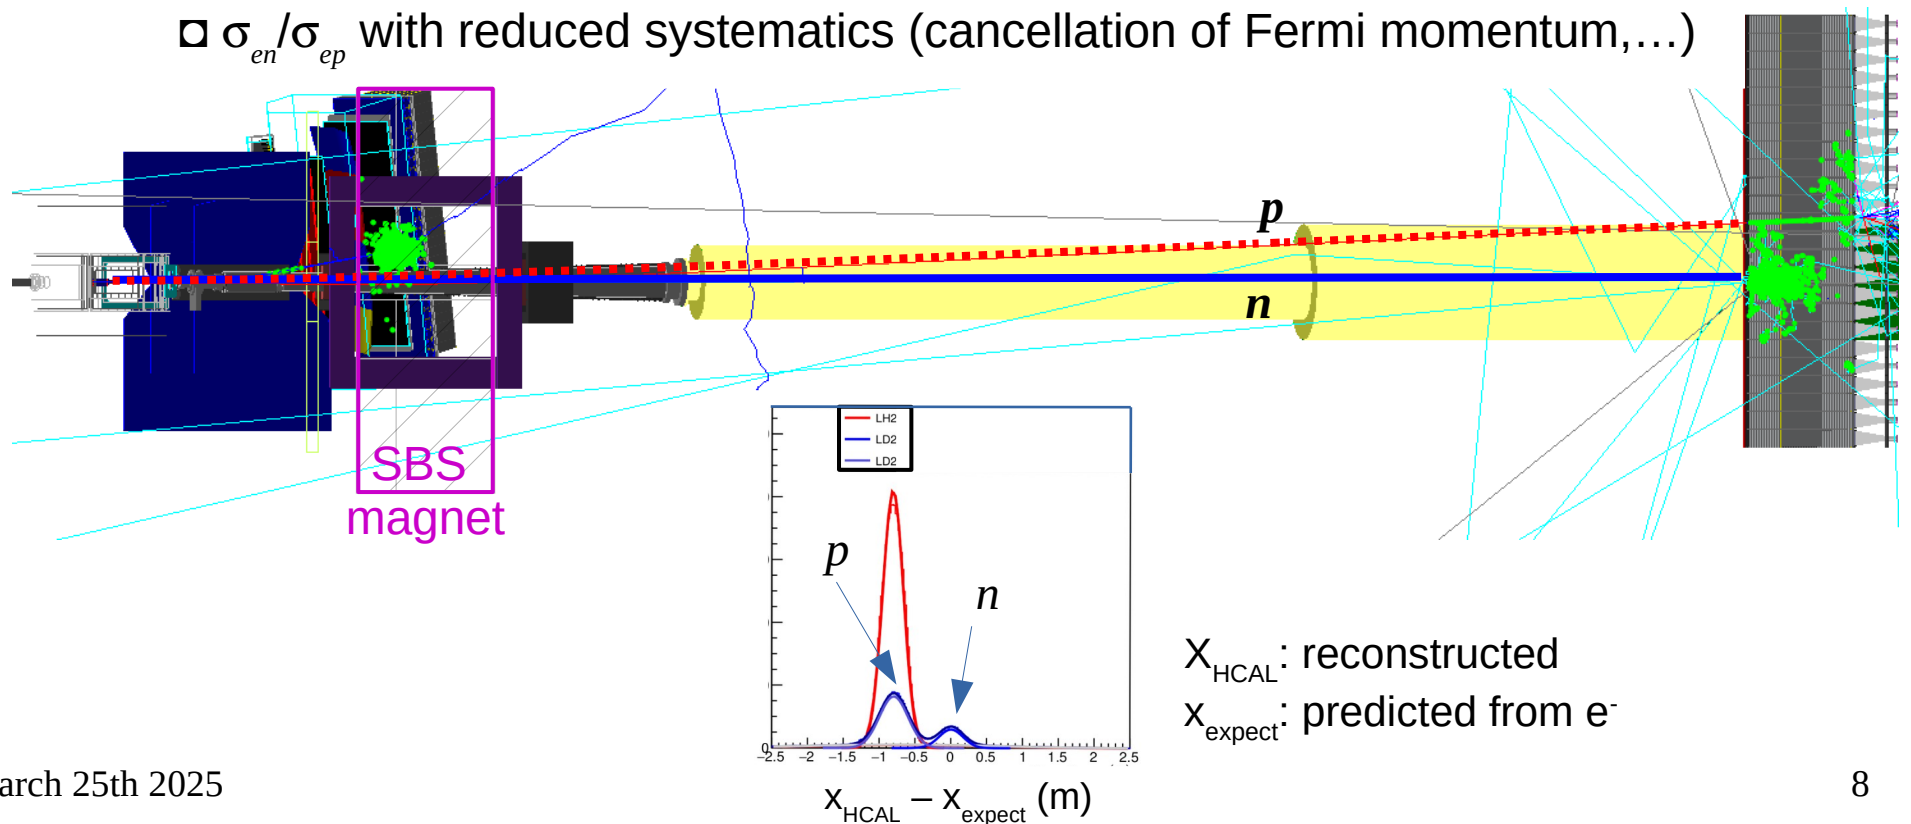 ◘ σen/σep with reduced systematics (cancellation of Fermi momentum,…)
p
n
SBS
magnet
LH2
LD2
LD2
p
n
XHCAL: reconstructed
xexpect: predicted from e-
0
−2.5 −2 −1.5 −1 −0.5 0 0.5 1 1.5 2 2.5
xHCAL – xexpect (m)
arch 25th 2025
8